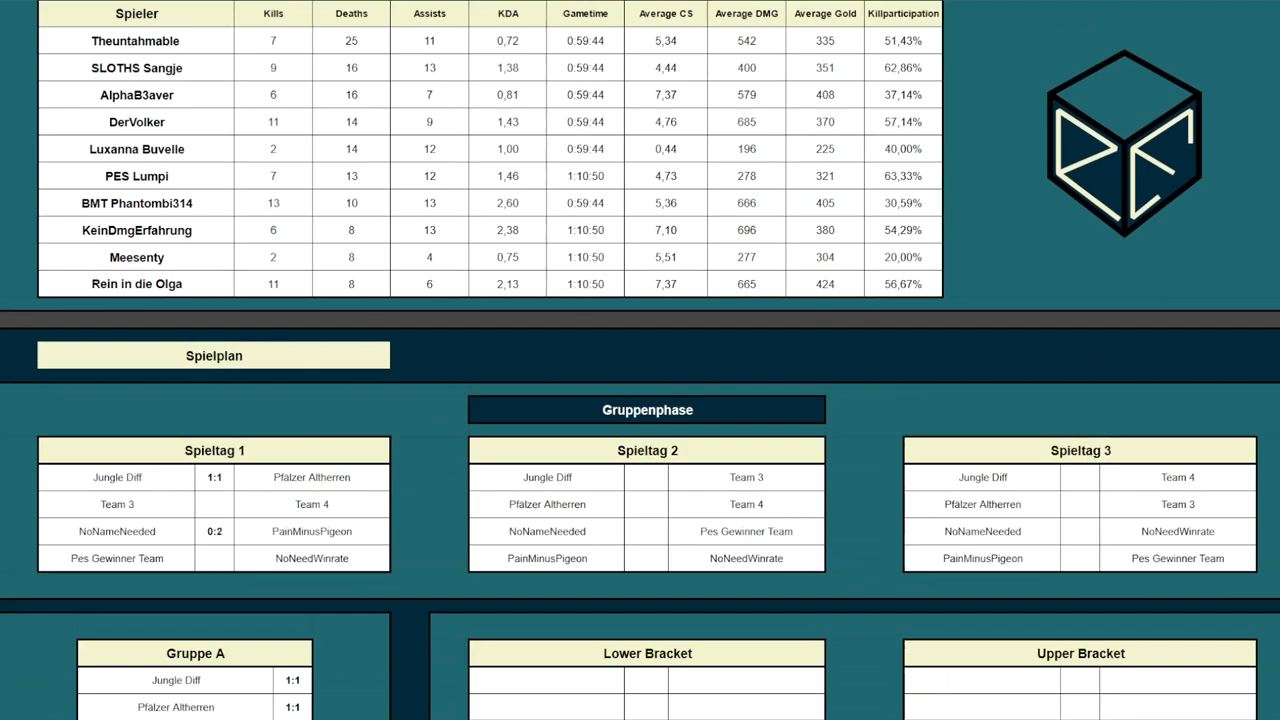 Spieler Kills Deaths Assists KDA Gametime Average CS Average DMG Average Gold Killparticipation
Theuntahmable 7 25 11 0,72 0:59:44 5,34 542 335 51,43%
SLOTHS Sangje 9 16 13 1,38 0:59:44 4,44 400 351 62,86%
AlphaB3aver 6 16 7 0,81 0:59:44 7,37 579 408 37,14%
DerVolker 11 14 9 1,43 0:59:44 4,76 685 370 57,14%
Luxanna Buvelle 2 14 12 1,00 0:59:44 0,44 196 225 40,00%
PES Lumpi 7 13 12 1,46 1:10:50 4,73 278 321 63,33%
BMT Phantombi314 13 10 13 2,60 0:59:44 5,36 666 405 30,59%
KeinDmgErfahrung 6 8 13 2,38 1:10:50 7,10 696 380 54,29%
Meesenty 2 8 4 0,75 1:10:50 5,51 277 304 20,00%
Rein in die Olga 11 8 6 2,13 1:10:50 7,37 665 424 56,67%
Spielplan
Gruppenphase
Spieltag 1 Spieltag 2 Spieltag 3
Jungle Diff 1:1 Pfälzer Altherren Jungle Diff Team 3 Jungle Diff Team 4
Team 3 Team 4 Pfälzer Altherren Team 4 Pfälzer Altherren Team 3
NoNameNeeded 0:2 PainMinusPigeon NoNameNeeded Pes Gewinner Team NoNameNeeded NoNeedWinrate
Pes Gewinner Team NoNeedWinrate PainMinusPigeon NoNeedWinrate PainMinusPigeon Pes Gewinner Team
Gruppe A Lower Bracket Upper Bracket
Jungle Diff 1:1
Pfälzer Altherren 1:1